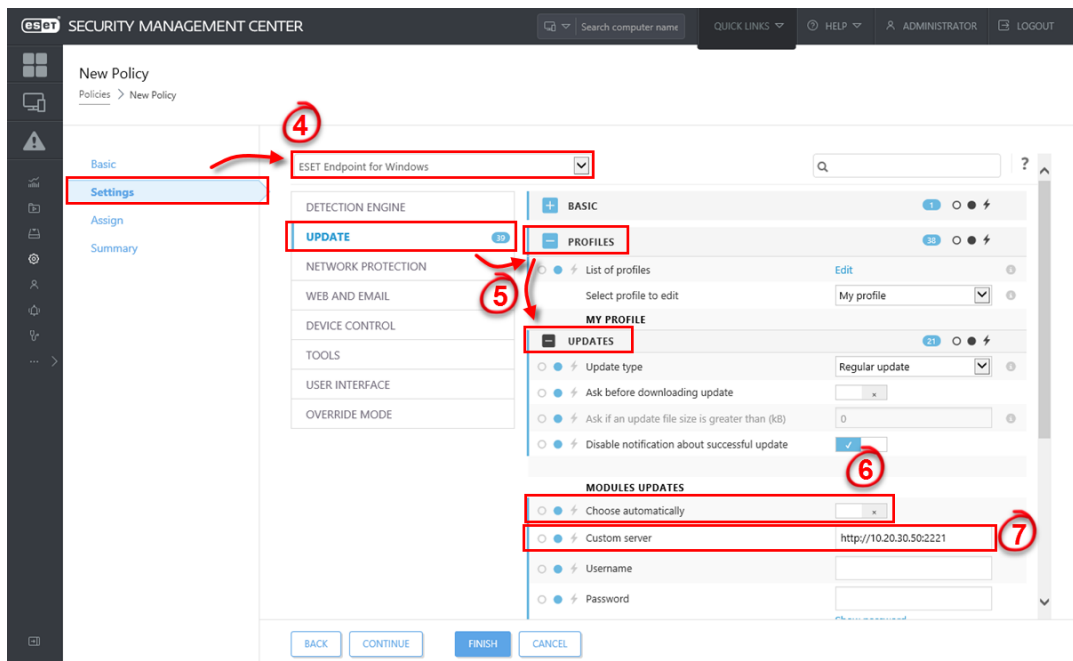 eset SECURITY MANAGEMENT CENTER
Search computer name
QUICK LINKS
HELP
ADMINISTRATOR
LOGOUT
New Policy
Policies > New Policy
4
Basic
Settings
Assign
Summary
ESET Endpoint for Windows
?
DETECTION ENGINE
UPDATE 39
NETWORK PROTECTION
WEB AND EMAIL
DEVICE CONTROL
TOOLS
USER INTERFACE
OVERRIDE MODE
5
BASIC 1
PROFILES 38
List of profiles Edit
Select profile to edit My profile
MY PROFILE
UPDATES 21
Update type Regular update
Ask before downloading update
Ask if an update file size is greater than (kB) 0
Disable notification about successful update
6
MODULES UPDATES
Choose automatically
Custom server http://10.20.30.50:2221
7
Username
Password
Show password
BACK
CONTINUE
FINISH
CANCEL